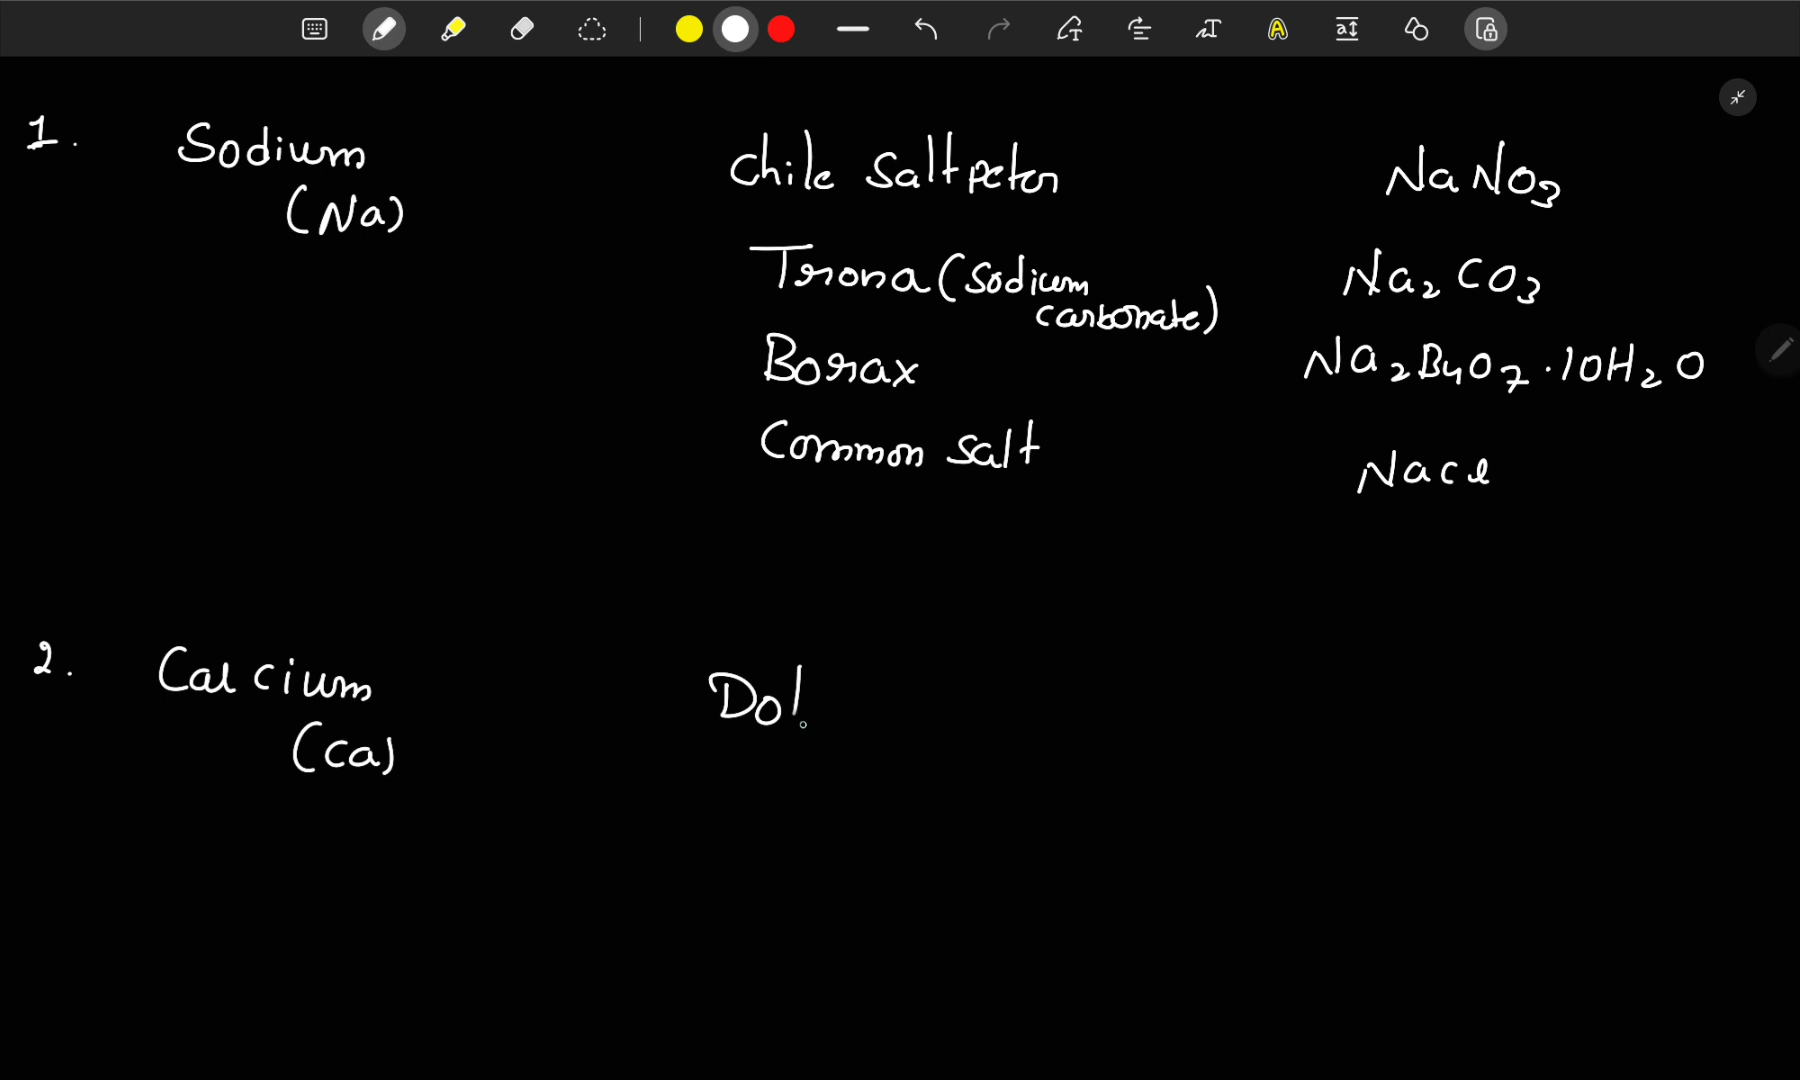 1. Sodium Chile Saltpeter NaNO3
(Na)
Trona (Sodium Na2CO3
carbonate)
Borax Na2B4O7.10H2O
Common Salt NaCl
2. Calcium Dol
(Ca)